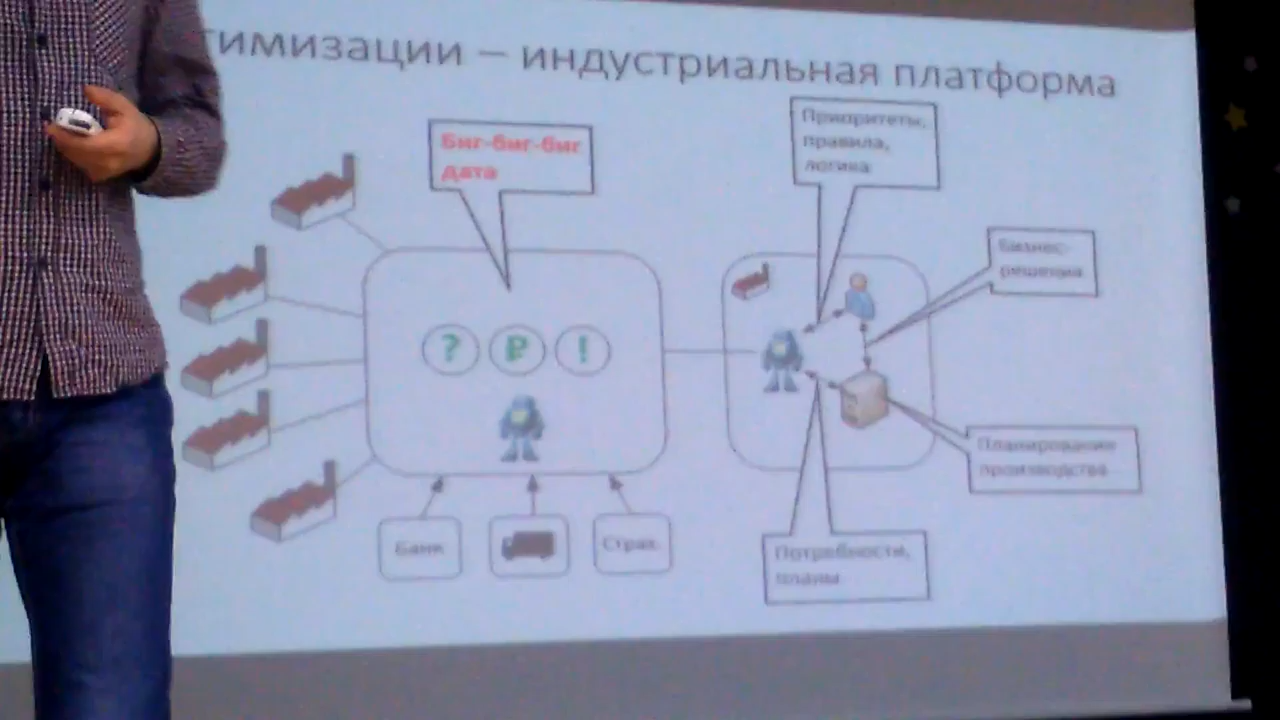 тимизации – индустриальная платформа
Биг-биг-биг
дата
Приоритеты,
правила,
логика
Бизнес-
решения
? ₽ !
Планирование
производства
Банк
Страх.
Потребности,
планы